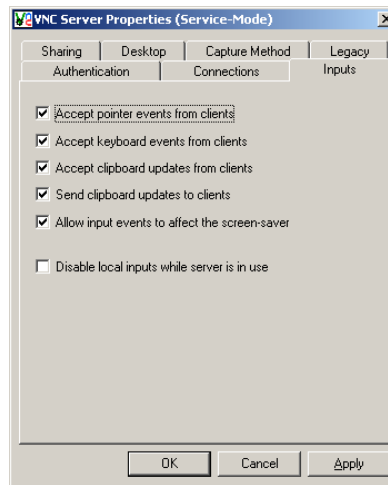 VNC Server Properties (Service-Mode)
Sharing Desktop Capture Method Legacy
Authentication Connections Inputs
Accept pointer events from clients
Accept keyboard events from clients
Accept clipboard updates from clients
Send clipboard updates to clients
Allow input events to affect the screen-saver
Disable local inputs while server is in use
OK Cancel Apply